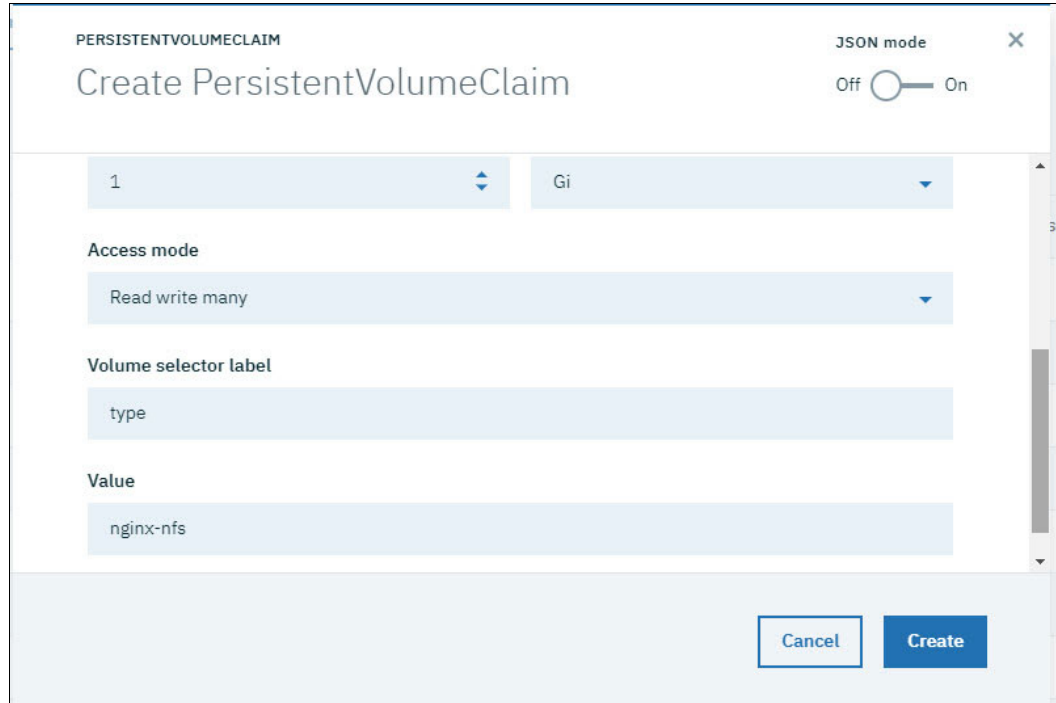 PERSISTENTVOLUMECLAIM
Create PersistentVolumeClaim
JSON mode
Off On
1 Gi
Access mode
Read write many
Volume selector label
type
Value
nginx-nfs
Cancel Create
s